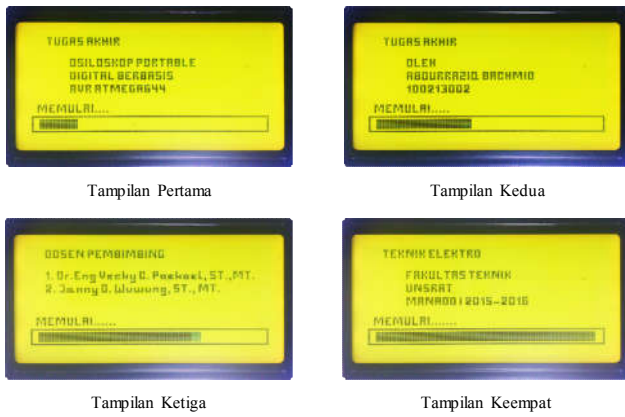 TUGAS AKHIR
OSILOSKOP PORTABLE
DIGITAL BERBASIS
AVR ATMEGA644
MEMULAI....
Tampilan Pertama
TUGAS AKHIR
OLEH
ABDURRAZIQ BACHMID
100213002
MEMULAI.....
Tampilan Kedua
DOSEN PEMBIMBING
1. Dr.Eng Vecky C. Poekoel, ST.,MT.
2. Janny O. Wuwung, ST., MT.
MEMULAI......
Tampilan Ketiga
TEKNIK ELEKTRO
FAKULTAS TEKNIK
UNSRAT
MANADO | 2015-2016
MEMULAI.......
Tampilan Keempat